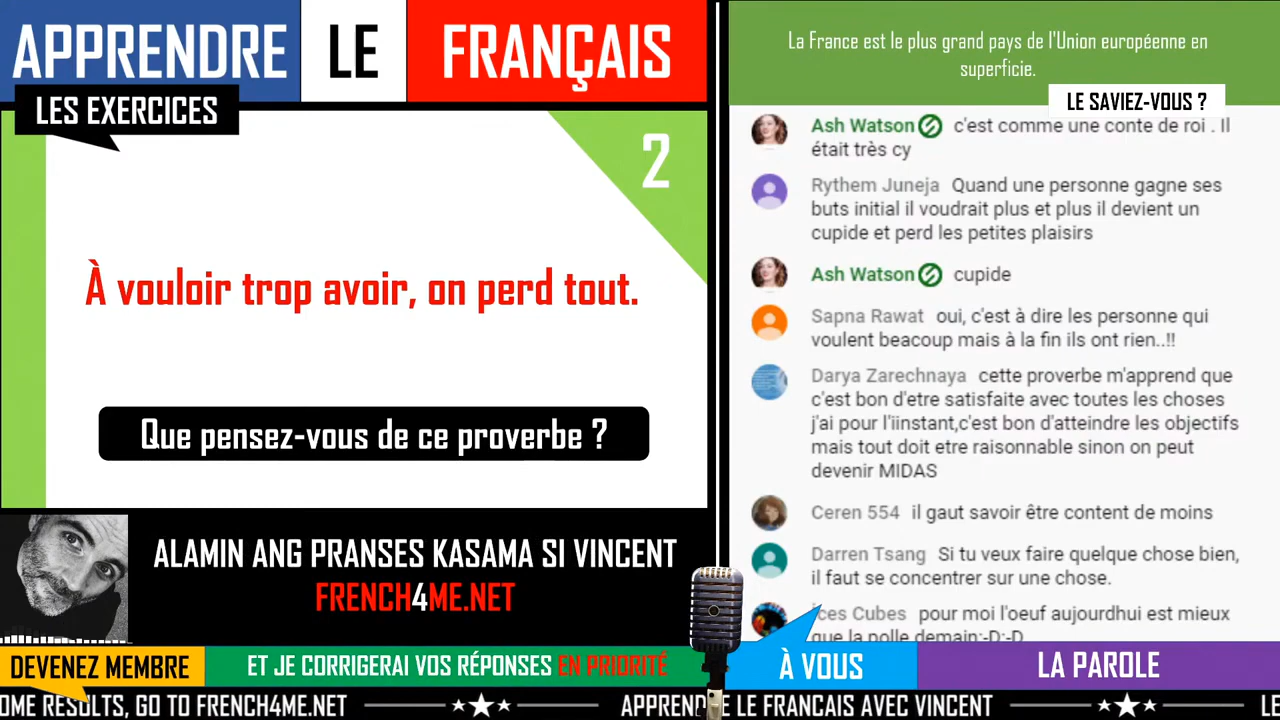 APPRENDRE LE FRANÇAIS
LES EXERCICES
2
À vouloir trop avoir, on perd tout.
Que pensez-vous de ce proverbe ?
ALAMIN ANG PRANSES KASAMA SI VINCENT
FRENCH4ME.NET
DEVENEZ MEMBRE
ET JE CORRIGERAI VOS RÉPONSES EN PRIORITÉ
La France est le plus grand pays de l'Union européenne en
superficie.
LE SAVIEZ-VOUS ?
Ash Watson c'est comme une conte de roi . Il
était très cy
Rythem Juneja Quand une personne gagne ses
buts initial il voudrait plus et plus il devient un
cupide et perd les petites plaisirs
Ash Watson cupide
Sapna Rawat oui, c'est à dire les personne qui
voulent beacoup mais à la fin ils ont rien..!!
Darya Zarechnaya cette proverbe m'apprend que
c'est bon d'etre satisfaite avec toutes les choses
j'ai pour l'iinstant,c'est bon d'atteindre les objectifs
mais tout doit etre raisonnable sinon on peut
devenir MIDAS
Ceren 554 il gaut savoir être content de moins
Darren Tsang Si tu veux faire quelque chose bien,
il faut se concentrer sur une chose.
Ices Cubes pour moi l'oeuf aujourdhui est mieux
que la polle demain:-D:-D
À VOUS LA PAROLE
OME RESULTS, GO TO FRENCH4ME.NET APPRENDRE LE FRANCAIS AVEC VINCENT LE